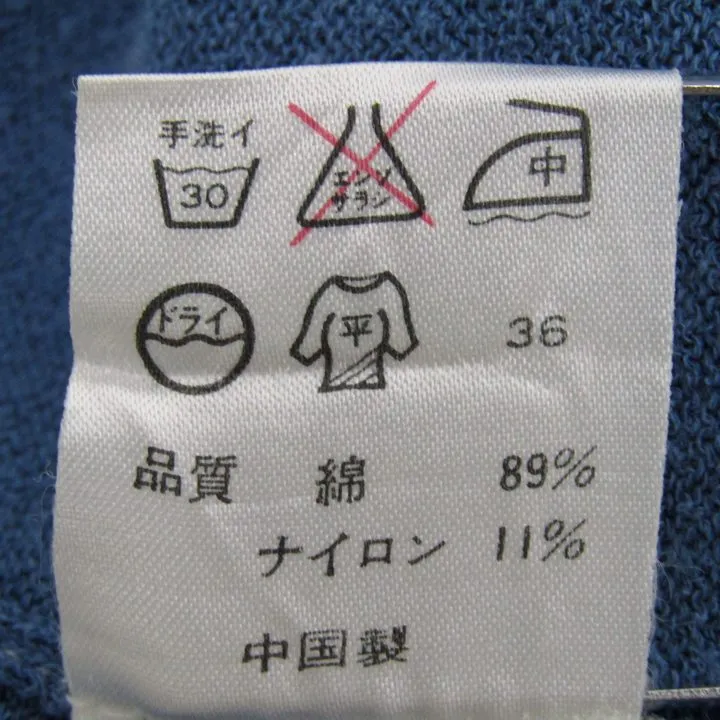 手洗イ
30
エンソ
サラシ
中
ドライ
平
36
品質 綿 89%
ナイロン 11%
中国製